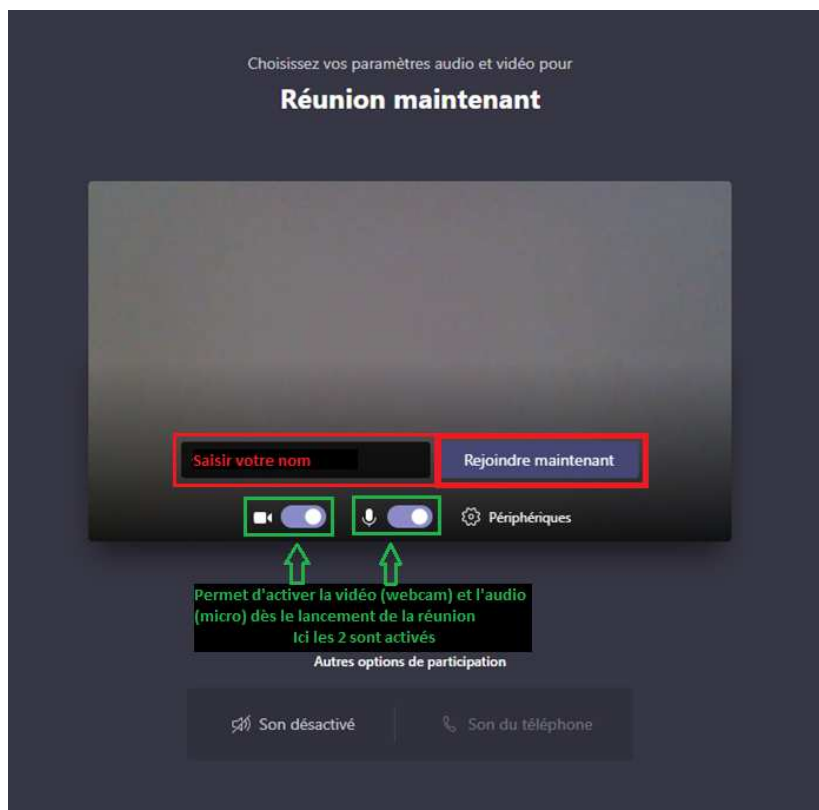 Choisissez vos paramètres audio et vidéo pour
Réunion maintenant
Saisir votre nom
Rejoindre maintenant
Périphériques
Permet d'activer la vidéo (webcam) et l'audio
(micro) dès le lancement de la réunion
Ici les 2 sont activés
Autres options de participation
Son désactivé
Son du téléphone